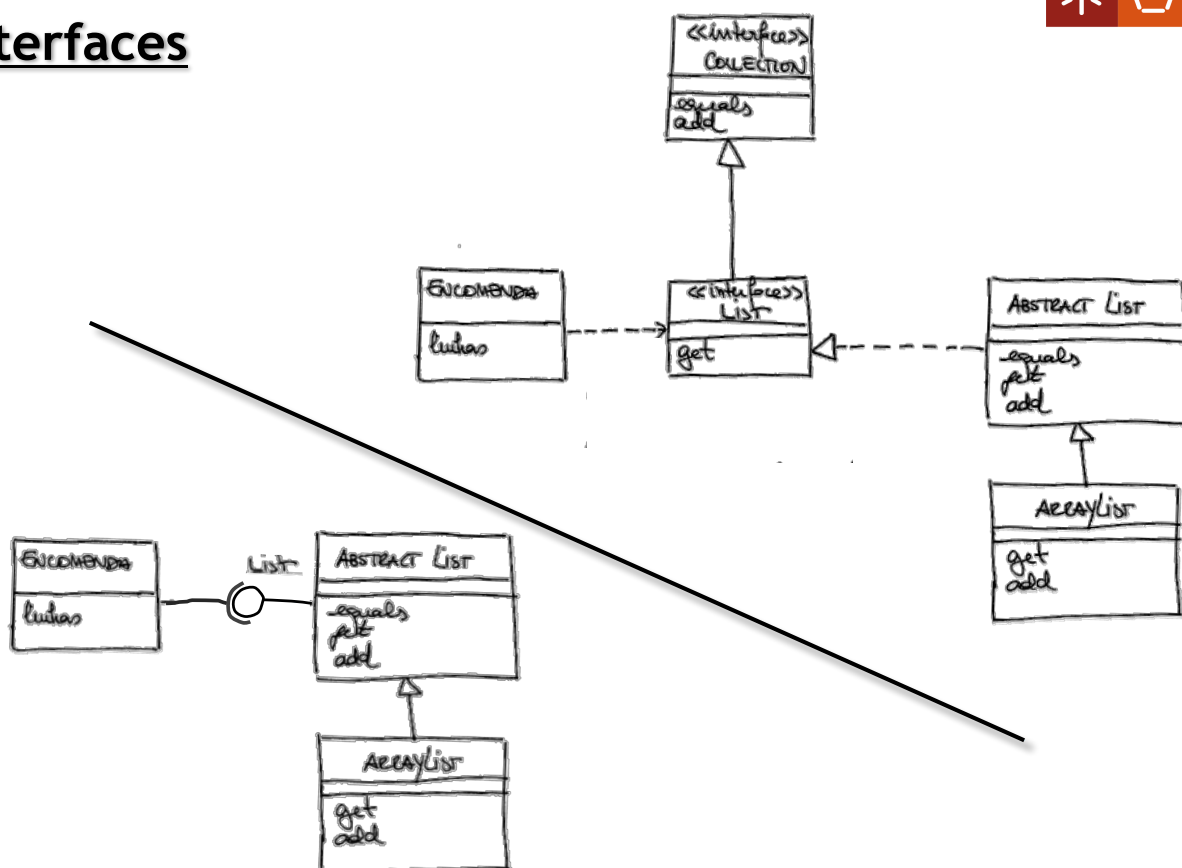 terfaces
<<interface>>
COLLECTION
equals
add
ENCOMENDA
linhas
<<interface>>
LIST
get
ABSTRACT LIST
equals
get
add
ARRAYLIST
get
add
ENCOMENDA
linhas
List
ABSTRACT LIST
equals
get
add
ARRAYLIST
get
add